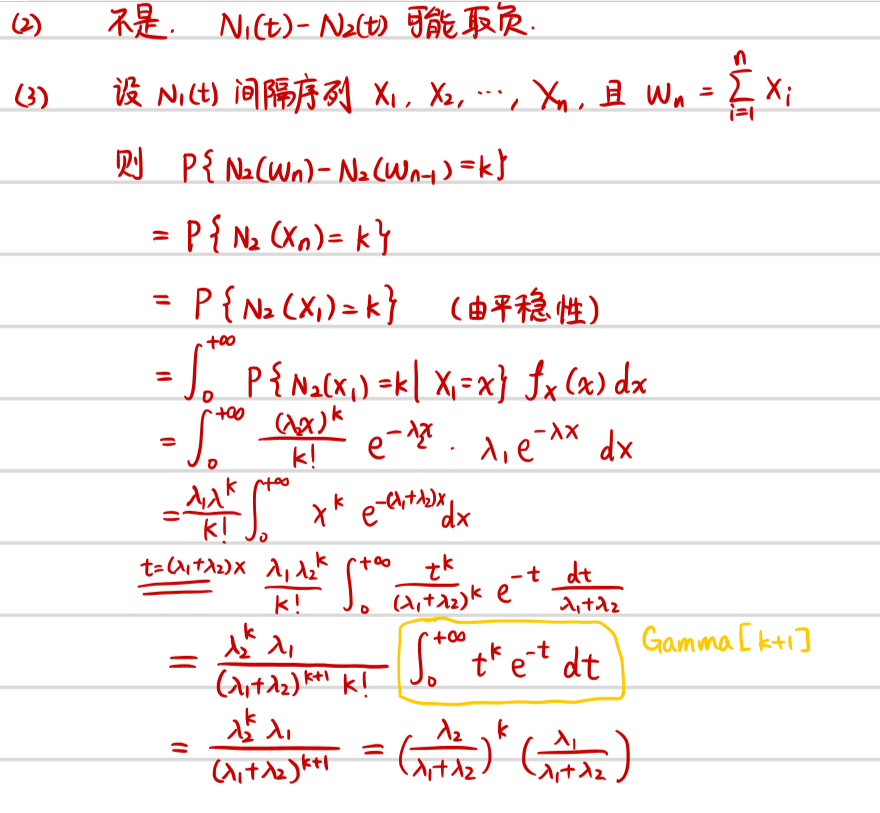 (2) 不是. N₁(t) - N₂(t) 可能取负.
(3) 设 N₁(t) 间隔序列 X₁, X₂, ⋯, Xₙ, 且 Wₙ = ∑_{i=1}^{n} Xᵢ
则 P{N₂(Wₙ) - N₂(Wₙ₋₁) = k}
= P{N₂(Xₙ) = k}
= P{N₂(X₁) = k} (由平稳性)
= ∫₀^{+∞} P{N₂(X₁) = k | X₁ = x} f_X(x) dx
= ∫₀^{+∞} (λ₂x)^k / k! e^{-λ₂x} · λ₁e^{-λx} dx
= λ₁λ^k / k! ∫₀^{+∞} x^k e^{-(λ₁+λ₂)x} dx
t=(λ₁+λ₂)x λ₁λ₂^k / k! ∫₀^{+∞} t^k / (λ₁+λ₂)^k e^{-t} dt / λ₁+λ₂
= λ₂^k λ₁ / (λ₁+λ₂)^{k+1} k! ∫₀^{+∞} t^k e^{-t} dt Gamma[k+1]
= λ₂^k λ₁ / (λ₁+λ₂)^{k+1} = (λ₂ / λ₁+λ₂)^k (λ₁ / λ₁+λ₂)